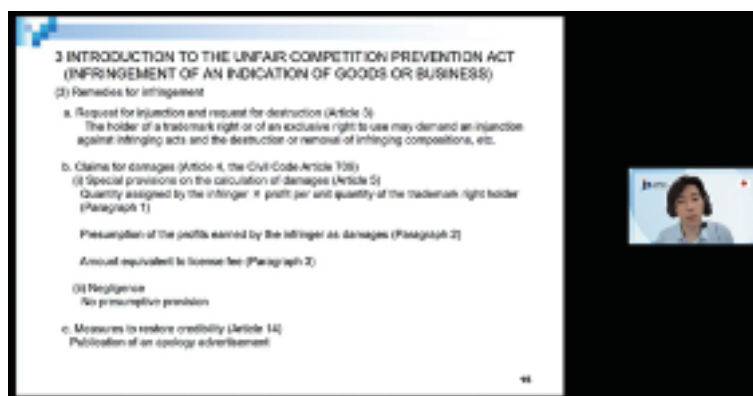 3 INTRODUCTION TO THE UNFAIR COMPETITION PREVENTION ACT
(INFRINGEMENT OF AN INDICATION OF GOODS OR BUSINESS)
Remedies for infringement
a. Request for injunction and request for destruction (Article 3)
The holder of a trademark right or of an exclusive right to use may demand an injunction
against infringing acts and the destruction or removal of infringing compositions, etc.
b. Claims for damages (Article 4, the Civil Code Article 709)
(i) Special provisions on the calculation of damages (Article 5)
Quantity assigned by the infringer × profit per unit quantity of the trademark right holder
(Paragraph 1)
Presumption of the profits earned by the infringer as damages (Paragraph 2)
Amount equivalent to license fee (Paragraph 3)
(ii) Negligence
No presumptive provision
c. Measures to restore credibility (Article 14)
Publication of an apology advertisement